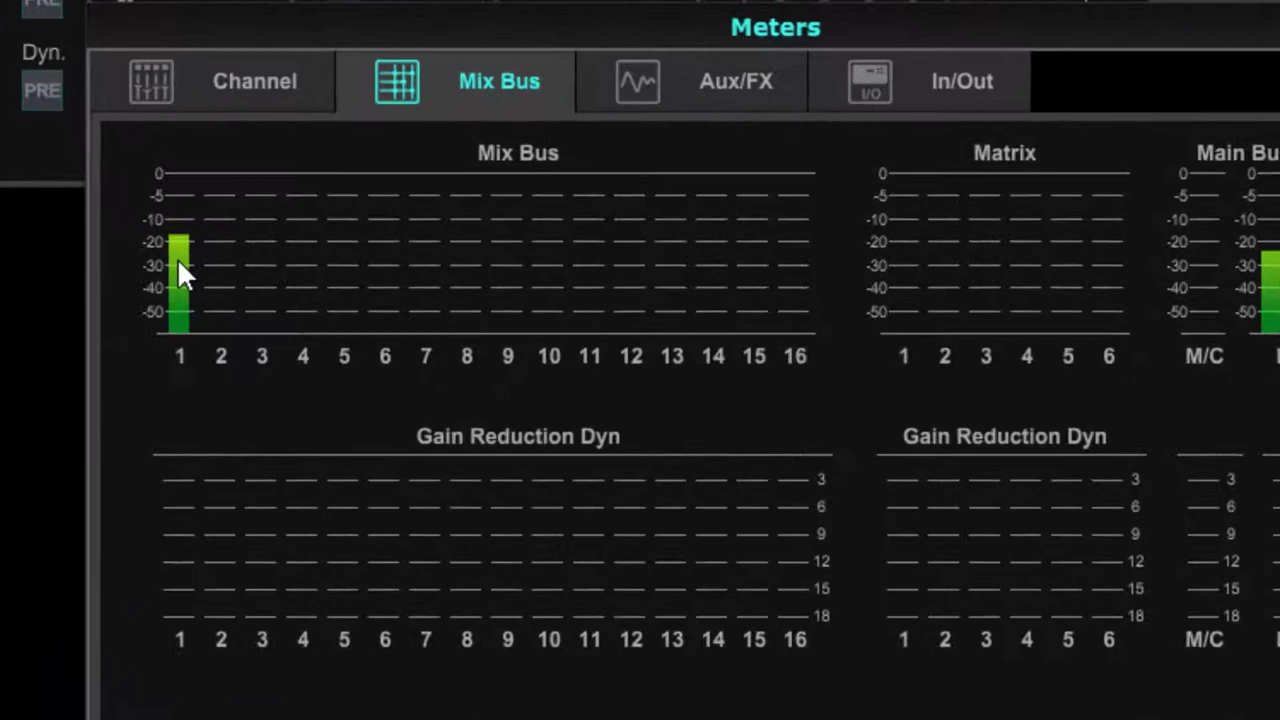 PRE
Meters
Dyn.
PRE
Channel
Mix Bus
Aux/FX
I/O
In/Out
Mix Bus
Matrix
Main Bu
0 0 0 0
-5 -5 -5 -5
-10 -10 -10 -10
-20 -20 -20 -20
-30 -30 -30 -30
-40 -40 -40 -40
-50 -50 -50 -50
1 2 3 4 5 6 7 8 9 10 11 12 13 14 15 16 1 2 3 4 5 6 M/C
Gain Reduction Dyn
Gain Reduction Dyn
3 3 3
6 6 6
9 9 9
12 12 12
15 15 15
18 18 18
1 2 3 4 5 6 7 8 9 10 11 12 13 14 15 16 1 2 3 4 5 6 M/C